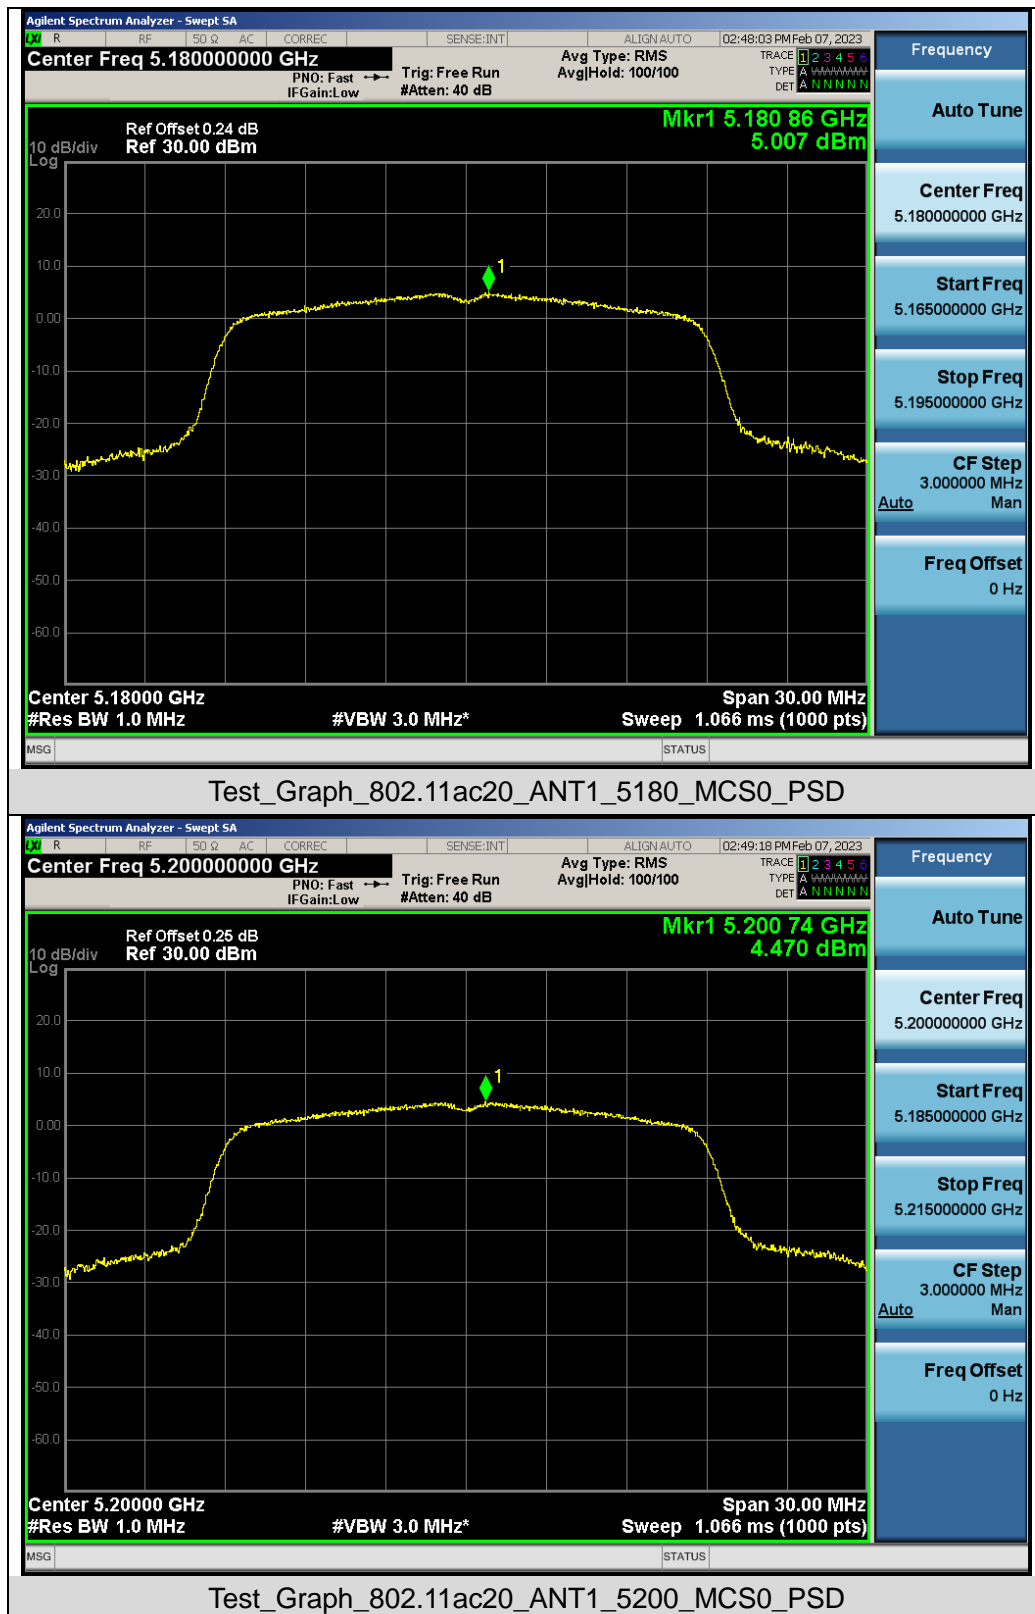 Agilent Spectrum Analyzer - Swept SA
LXI R RF 50 Ω AC CORREC SENSE:INT ALIGN AUTO 02:48:03 PM Feb 07, 2023
Center Freq 5.180000000 GHz
PNO: Fast
IFGain:Low
Trig: Free Run
#Atten: 40 dB
Avg Type: RMS
Avg|Hold: 100/100
TRACE 1 2 3 4 5 6
TYPE A WWWWW
DET A N N N N N
Mkr1 5.180 86 GHz
5.007 dBm
Ref Offset 0.24 dB
10 dB/div Ref 30.00 dBm
Log
20.0
10.0
0.00
-10.0
-20.0
-30.0
-40.0
-50.0
-60.0
1
Center 5.18000 GHz Span 30.00 MHz
#Res BW 1.0 MHz #VBW 3.0 MHz* Sweep 1.066 ms (1000 pts)
MSG STATUS
Frequency
Auto Tune
Center Freq
5.180000000 GHz
Start Freq
5.165000000 GHz
Stop Freq
5.195000000 GHz
CF Step
3.000000 MHz
Auto Man
Freq Offset
0 Hz
Test_Graph_802.11ac20_ANT1_5180_MCS0_PSD
Agilent Spectrum Analyzer - Swept SA
LXI R RF 50 Ω AC CORREC SENSE:INT ALIGN AUTO 02:49:18 PM Feb 07, 2023
Center Freq 5.200000000 GHz
PNO: Fast
IFGain:Low
Trig: Free Run
#Atten: 40 dB
Avg Type: RMS
Avg|Hold: 100/100
TRACE 1 2 3 4 5 6
TYPE A WWWWW
DET A N N N N N
Mkr1 5.200 74 GHz
4.470 dBm
Ref Offset 0.25 dB
10 dB/div Ref 30.00 dBm
Log
20.0
10.0
0.00
-10.0
-20.0
-30.0
-40.0
-50.0
-60.0
1
Center 5.20000 GHz Span 30.00 MHz
#Res BW 1.0 MHz #VBW 3.0 MHz* Sweep 1.066 ms (1000 pts)
MSG STATUS
Frequency
Auto Tune
Center Freq
5.200000000 GHz
Start Freq
5.185000000 GHz
Stop Freq
5.215000000 GHz
CF Step
3.000000 MHz
Auto Man
Freq Offset
0 Hz
Test_Graph_802.11ac20_ANT1_5200_MCS0_PSD